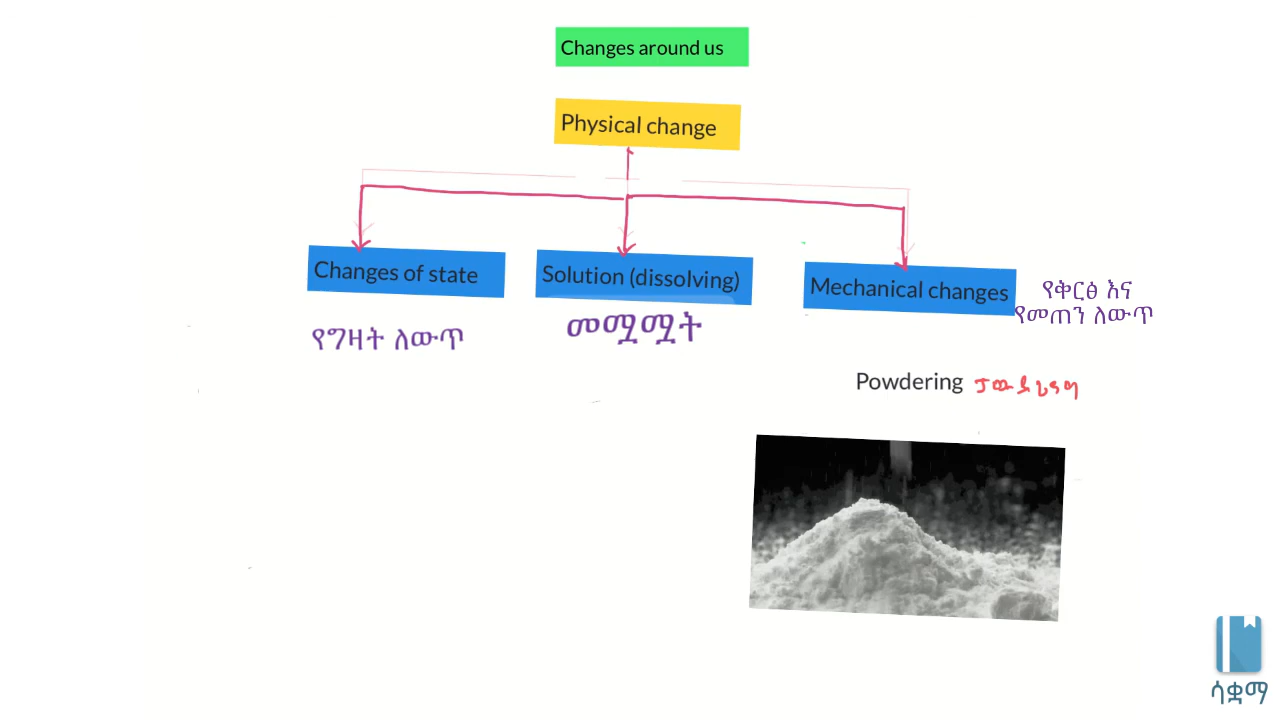 Changes around us
Physical change
Changes of state
Solution (dissolving)
Mechanical changes
የቅርፅ እና
የመጠን ለውጥ
የግዛት ለውጥ
መሟሟት
Powdering ፓውደሪንግ
ሳቋማ